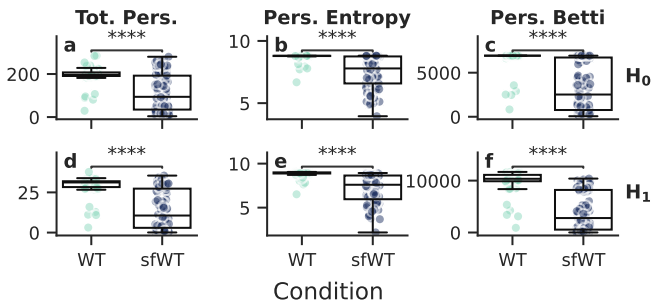 Tot. Pers. Pers. Entropy Pers. Betti
a **** b **** c ****
200 0 10 5 5000 0 H0
d **** e **** f ****
25 0 10 5 10000 0 H1
WT sfWT WT sfWT WT sfWT
Condition